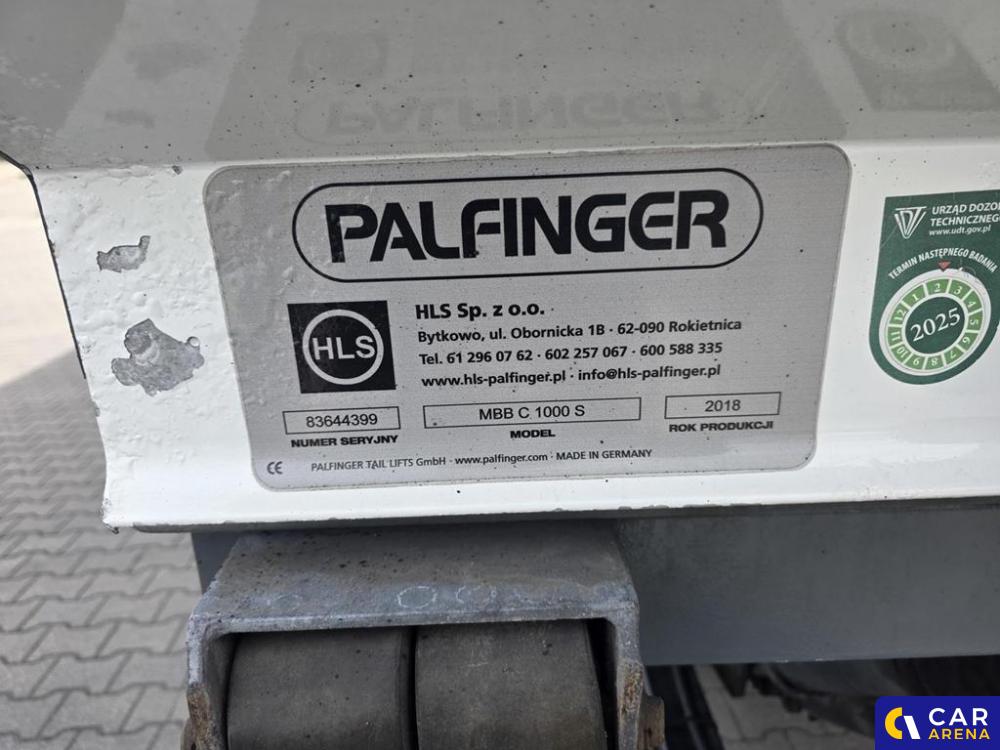 PALFINGER
PALFINGER
HLS
HLS Sp. z o.o.
Bytkowo, ul. Obornicka 1B · 62-090 Rokietnica
Tel. 61 296 07 62 · 602 257 067 · 600 588 335
www.hls-palfinger.pl · info@hls-palfinger.pl
83644399
MBB C 1000 S
2018
NUMER SERYJNY
MODEL
ROK PRODUKCJI
CE PALFINGER TAIL LIFTS GmbH · www.palfinger.com · MADE IN GERMANY
URZĄD DOZOR
TECHNICZNEGO
www.udt.gov.pl
TERMIN NASTĘPNEGO BADANIA
1 2 3 4 5 6 7 8 9 10 11 12
2025
CAR
ARENA